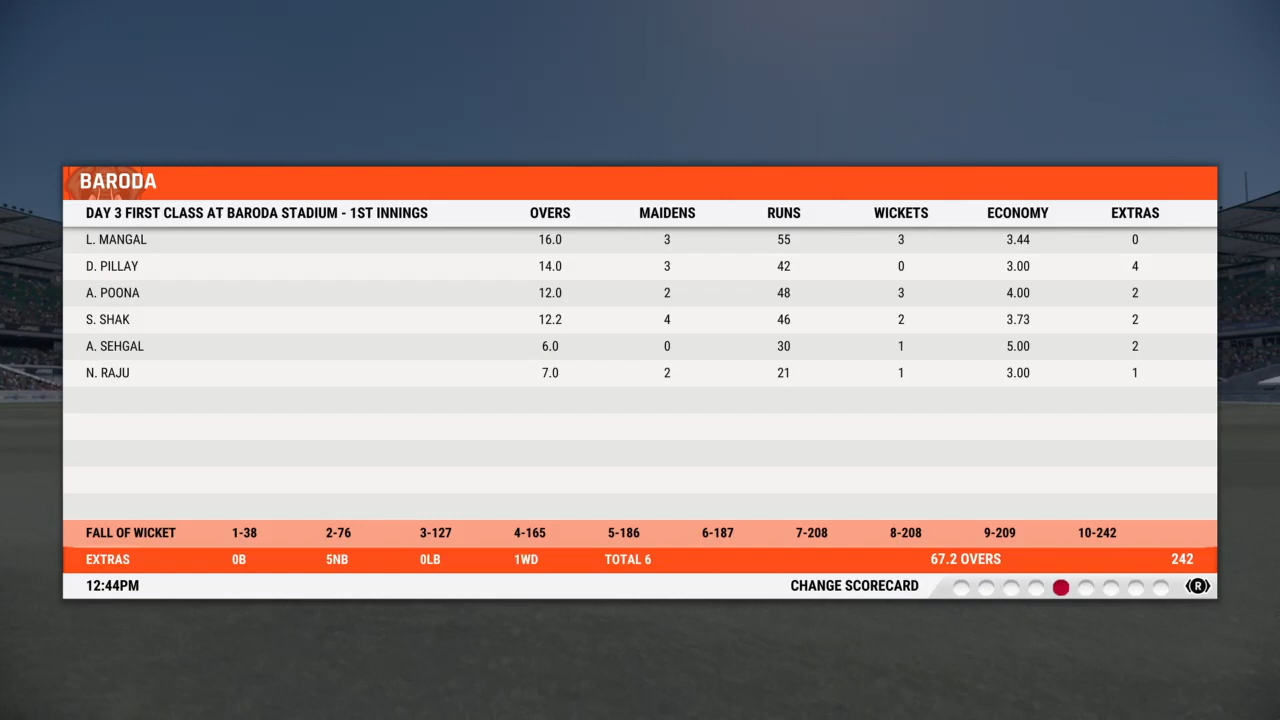 BARODA
DAY 3 FIRST CLASS AT BARODA STADIUM - 1ST INNINGS OVERS MAIDENS RUNS WICKETS ECONOMY EXTRAS
L. MANGAL 16.0 3 55 3 3.44 0
D. PILLAY 14.0 3 42 0 3.00 4
A. POONA 12.0 2 48 3 4.00 2
S. SHAK 12.2 4 46 2 3.73 2
A. SEHGAL 6.0 0 30 1 5.00 2
N. RAJU 7.0 2 21 1 3.00 1
FALL OF WICKET 1-38 2-76 3-127 4-165 5-186 6-187 7-208 8-208 9-209 10-242
EXTRAS 0B 5NB 0LB 1WD TOTAL 6 67.2 OVERS 242
12:44PM CHANGE SCORECARD R